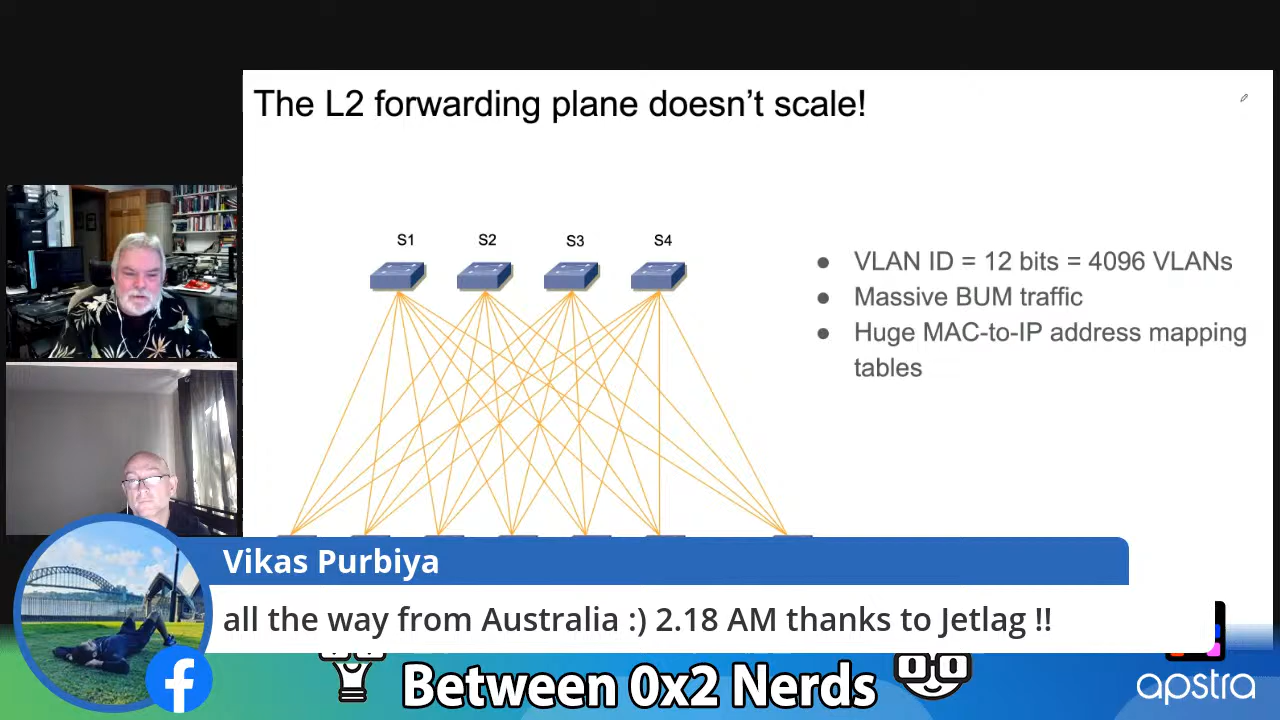 The L2 forwarding plane doesn't scale!
S1 S2 S3 S4
● VLAN ID = 12 bits = 4096 VLANs
● Massive BUM traffic
● Huge MAC-to-IP address mapping
tables
Vikas Purbiya
all the way from Australia :) 2.18 AM thanks to Jetlag !!
Between 0x2 Nerds
apstra